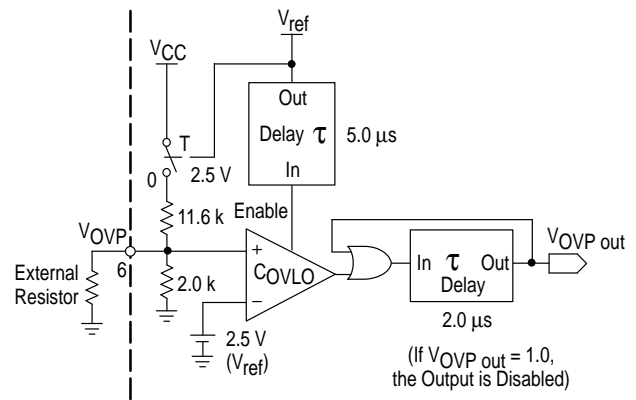 Vref
VCC
Out
Delay τ
5.0 µs
In
T
0
2.5 V
Enable
11.6 k
VOVP
6
External
Resistor
2.0 k
+
COVLO
–
2.5 V
(Vref)
In τ Out
Delay
2.0 µs
VOVP out
(If VOVP out = 1.0,
the Output is Disabled)